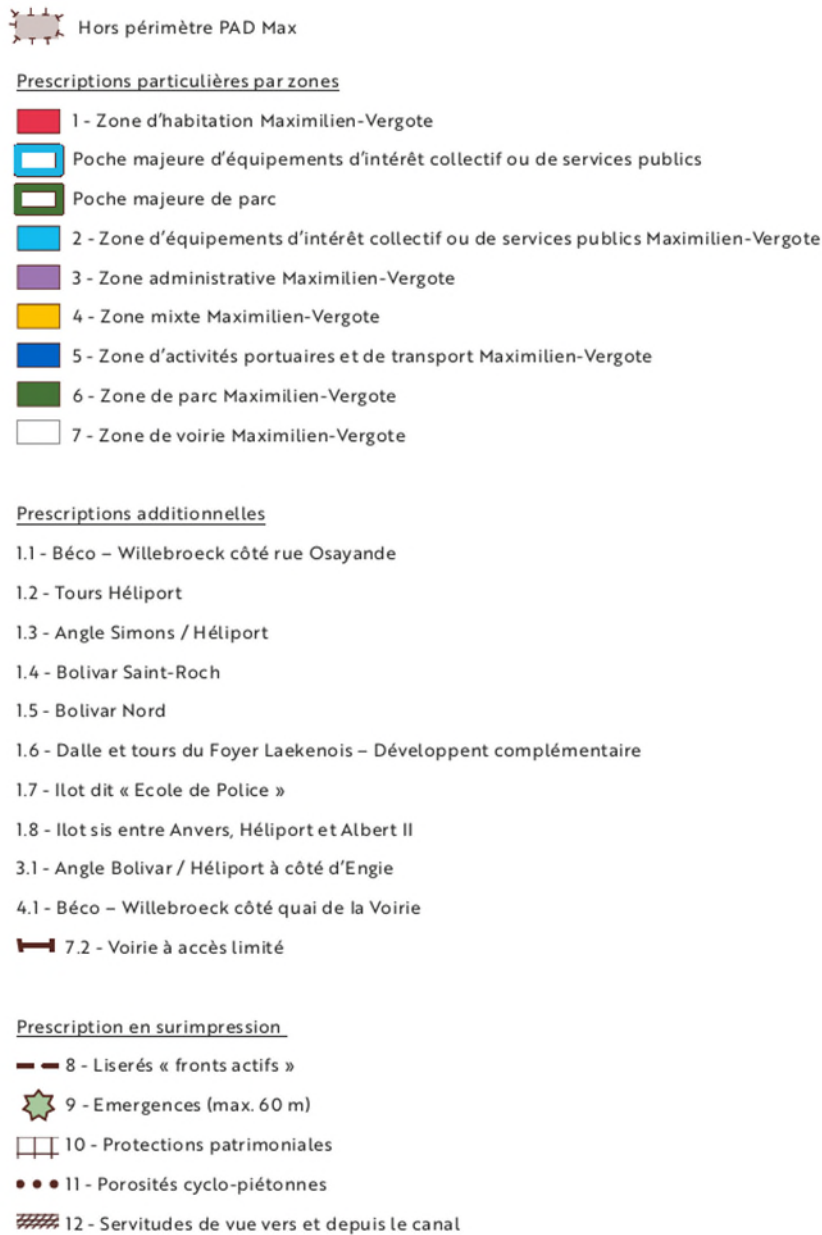 Hors périmètre PAD Max
Prescriptions particulières par zones
1 - Zone d'habitation Maximilien-Vergote
Poche majeure d'équipements d'intérêt collectif ou de services publics
Poche majeure de parc
2 - Zone d'équipements d'intérêt collectif ou de services publics Maximilien-Vergote
3 - Zone administrative Maximilien-Vergote
4 - Zone mixte Maximilien-Vergote
5 - Zone d'activités portuaires et de transport Maximilien-Vergote
6 - Zone de parc Maximilien-Vergote
7 - Zone de voirie Maximilien-Vergote
Prescriptions additionnelles
1.1 - Béco – Willebroeck côté rue Osayande
1.2 - Tours Héliport
1.3 - Angle Simons / Héliport
1.4 - Bolivar Saint-Roch
1.5 - Bolivar Nord
1.6 - Dalle et tours du Foyer Laekenois – Développent complémentaire
1.7 - Ilot dit « Ecole de Police »
1.8 - Ilot sis entre Anvers, Héliport et Albert II
3.1 - Angle Bolivar / Héliport à côté d'Engie
4.1 - Béco – Willebroeck côté quai de la Voirie
7.2 - Voirie à accès limité
Prescription en surimpression
8 - Liserés « fronts actifs »
9 - Emergences (max. 60 m)
10 - Protections patrimoniales
11 - Porosités cyclo-piétonnes
12 - Servitudes de vue vers et depuis le canal